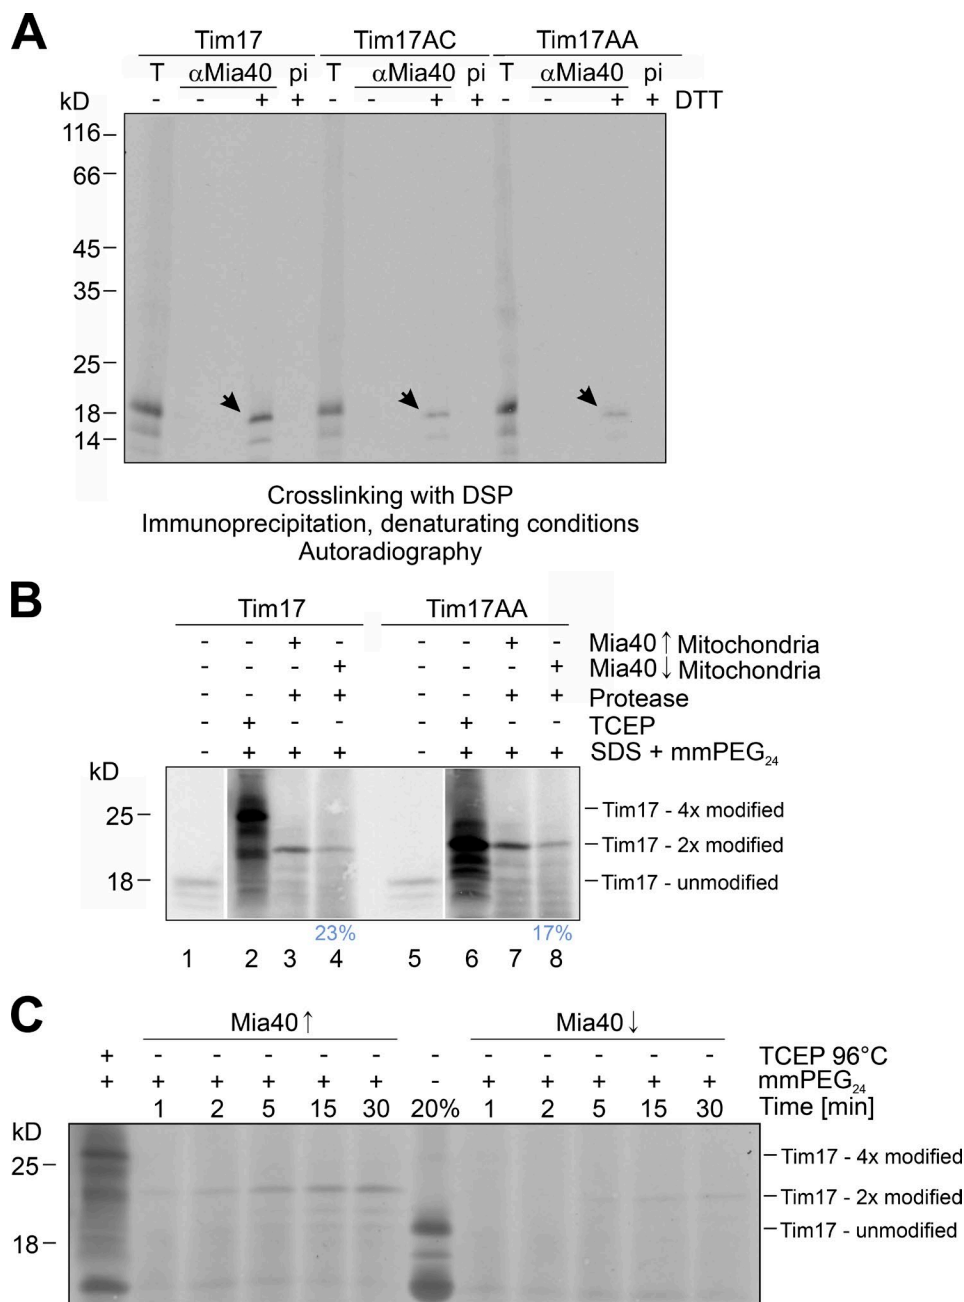 A
Tim17 Tim17AC Tim17AA
T αMia40 pi T αMia40 pi T αMia40 pi
kD - - + + - - + + - - + + DTT
116
66
45
35
25
18
14
Crosslinking with DSP
Immunoprecipitation, denaturating conditions
Autoradiography
B
Tim17 Tim17AA
- - + - - - + - Mia40↑ Mitochondria
- - - + - - - + Mia40↓ Mitochondria
- - + + - - + + Protease
- + - - - + - - TCEP
- + + + - + + + SDS + mmPEG24
kD
25 Tim17 - 4x modified
Tim17 - 2x modified
18 Tim17 - unmodified
23% 17%
1 2 3 4 5 6 7 8
C
Mia40↑ Mia40↓
+ - - - - - - - - - - - TCEP 96°C
+ + + + + + - + + + + + mmPEG24
1 2 5 15 30 20% 1 2 5 15 30 Time [min]
kD
Tim17 - 4x modified
25
Tim17 - 2x modified
Tim17 - unmodified
18